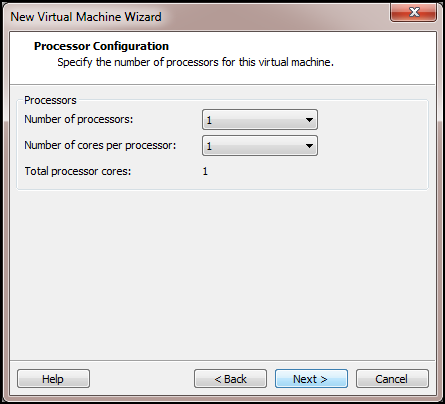 New Virtual Machine Wizard
Processor Configuration
Specify the number of processors for this virtual machine.
Processors
Number of processors: 1
Number of cores per processor: 1
Total processor cores: 1
Help < Back Next > Cancel